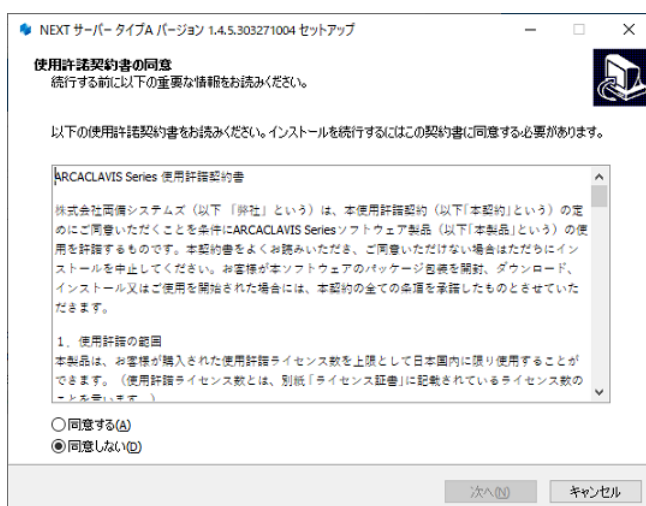 NEXT サーバー タイプA バージョン 1.4.5.303271004 セットアップ
使用許諾契約書の同意
続行する前に以下の重要な情報をお読みください。
以下の使用許諾契約書をお読みください。インストールを続行するにはこの契約書に同意する必要があります。
ARCACLAVIS Series 使用許諾契約書
株式会社両備システムズ（以下 「弊社」という）は、本使用許諾契約（以下「本契約」という）の定
めにご同意いただくことを条件にARCACLAVIS Seriesソフトウェア製品（以下「本製品」という）の使
用を許諾するものです。本契約書をよくお読みいただき、ご同意いただけない場合はただちにイン
ストールを中止してください。お客様が本ソフトウェアのパッケージ包装を開封、ダウンロード、
インストール又はご使用を開始された場合には、本契約の全ての条項を承諾したものとさせていた
だきます。
１．使用許諾の範囲
本製品は、お客様が購入された使用許諾ライセンス数を上限として日本国内に限り使用することが
できます。（使用許諾ライセンス数とは、別紙「ライセンス証書」に記載されているライセンス数の
ことを言います。）
同意する(A)
同意しない(D)
次へ(N)
キャンセル